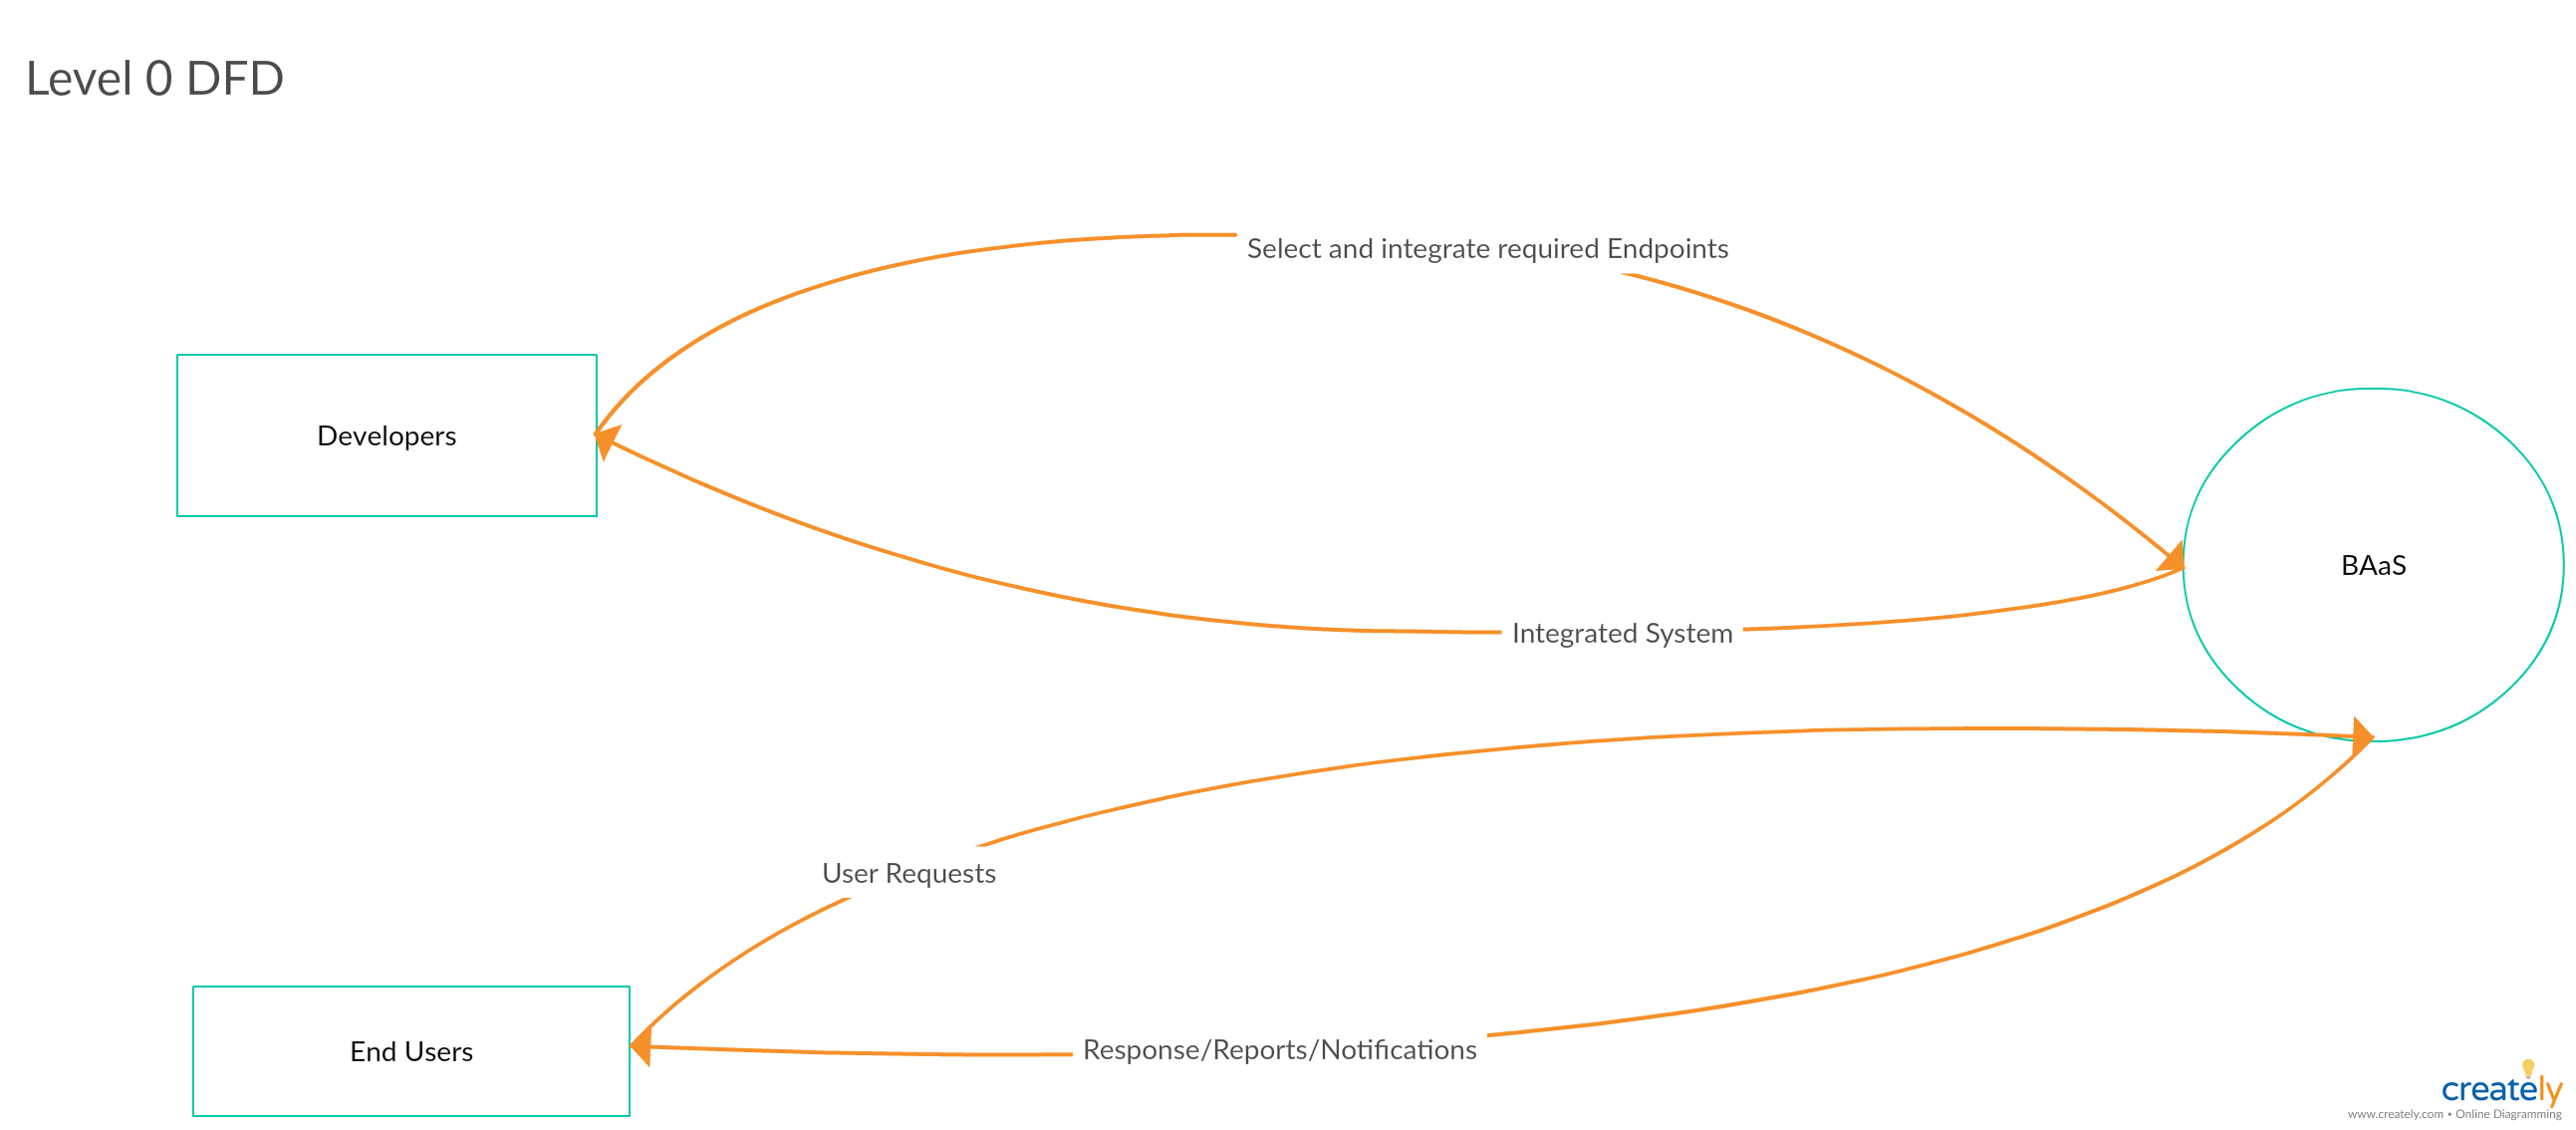 Level 0 DFD
Select and integrate required Endpoints
Developers
BAaS
Integrated System
User Requests
End Users
Response/Reports/Notifications
creately
www.creately.com • Online Diagramming